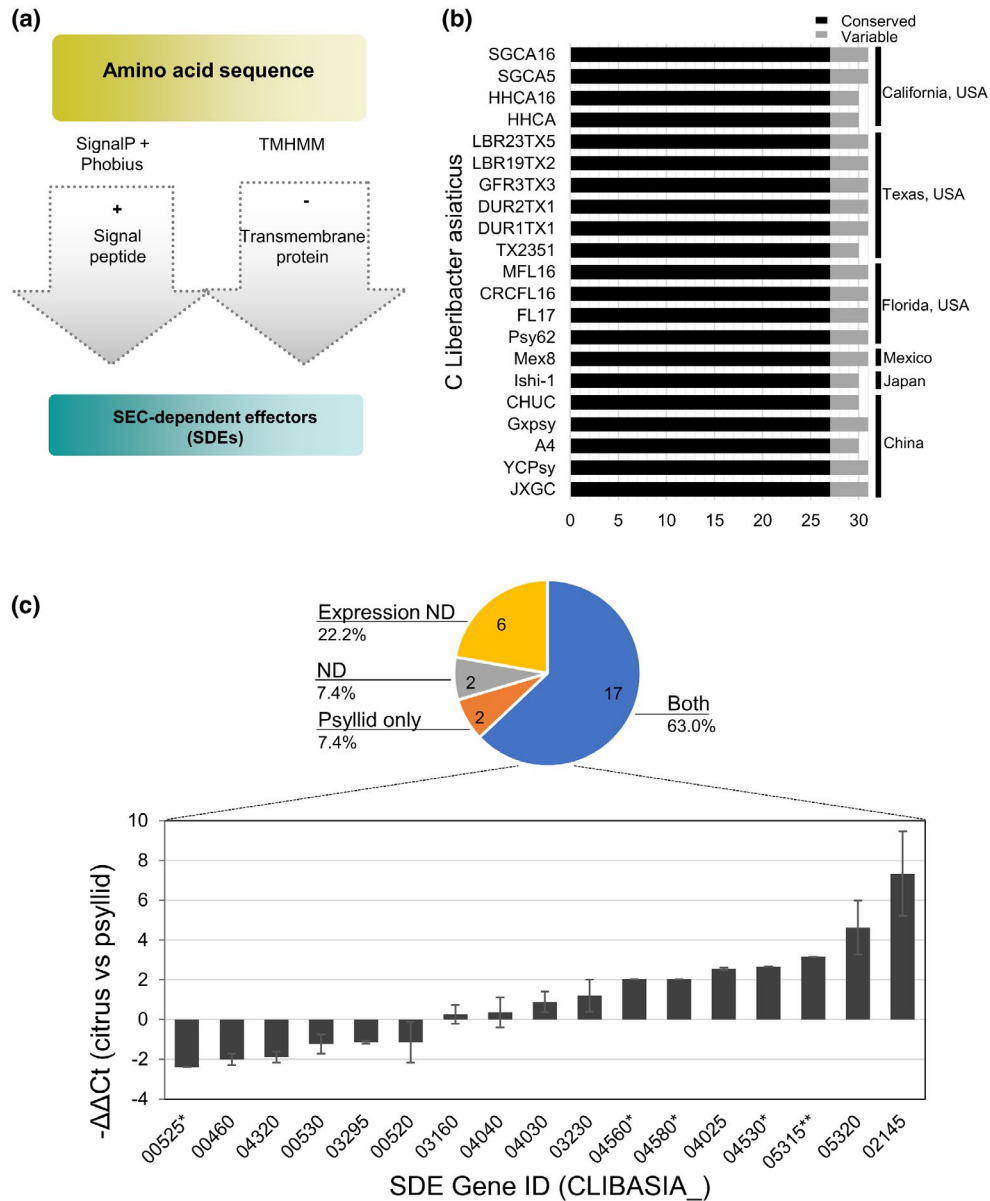 (a)
Amino acid sequence
SignalP +
Phobius
TMHMM
+
Signal
peptide
-
Transmembrane
protein
SEC-dependent effectors
(SDEs)
(b)
Conserved
Variable
C Liberibacter asiaticus
SGCA16
SGCA5
HHCA16
HHCA
LBR23TX5
LBR19TX2
GFR3TX3
DUR2TX1
DUR1TX1
TX2351
MFL16
CRCFL16
FL17
Psy62
Mex8
Ishi-1
CHUC
Gxpsy
A4
YCPsy
JXGC
California, USA
Texas, USA
Florida, USA
Mexico
Japan
China
0 5 10 15 20 25 30
(c)
Expression ND
22.2%
6
ND
7.4%
2
Psyllid only
7.4%
2
17
Both
63.0%
-ΔΔCt (citrus vs psyllid)
10
8
6
4
2
0
-2
-4
00525* 00460 04320 00530 03295 00520 03160 04040 04030 03230 04560* 04580* 04025 04530* 05315** 05320 02145
SDE Gene ID (CLIBASIA_)